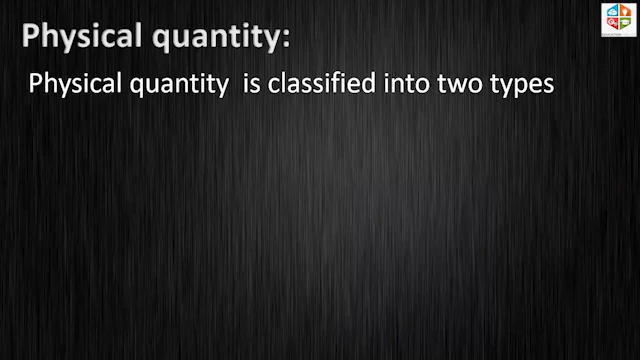 Physical quantity:
Physical quantity  is classified into two types